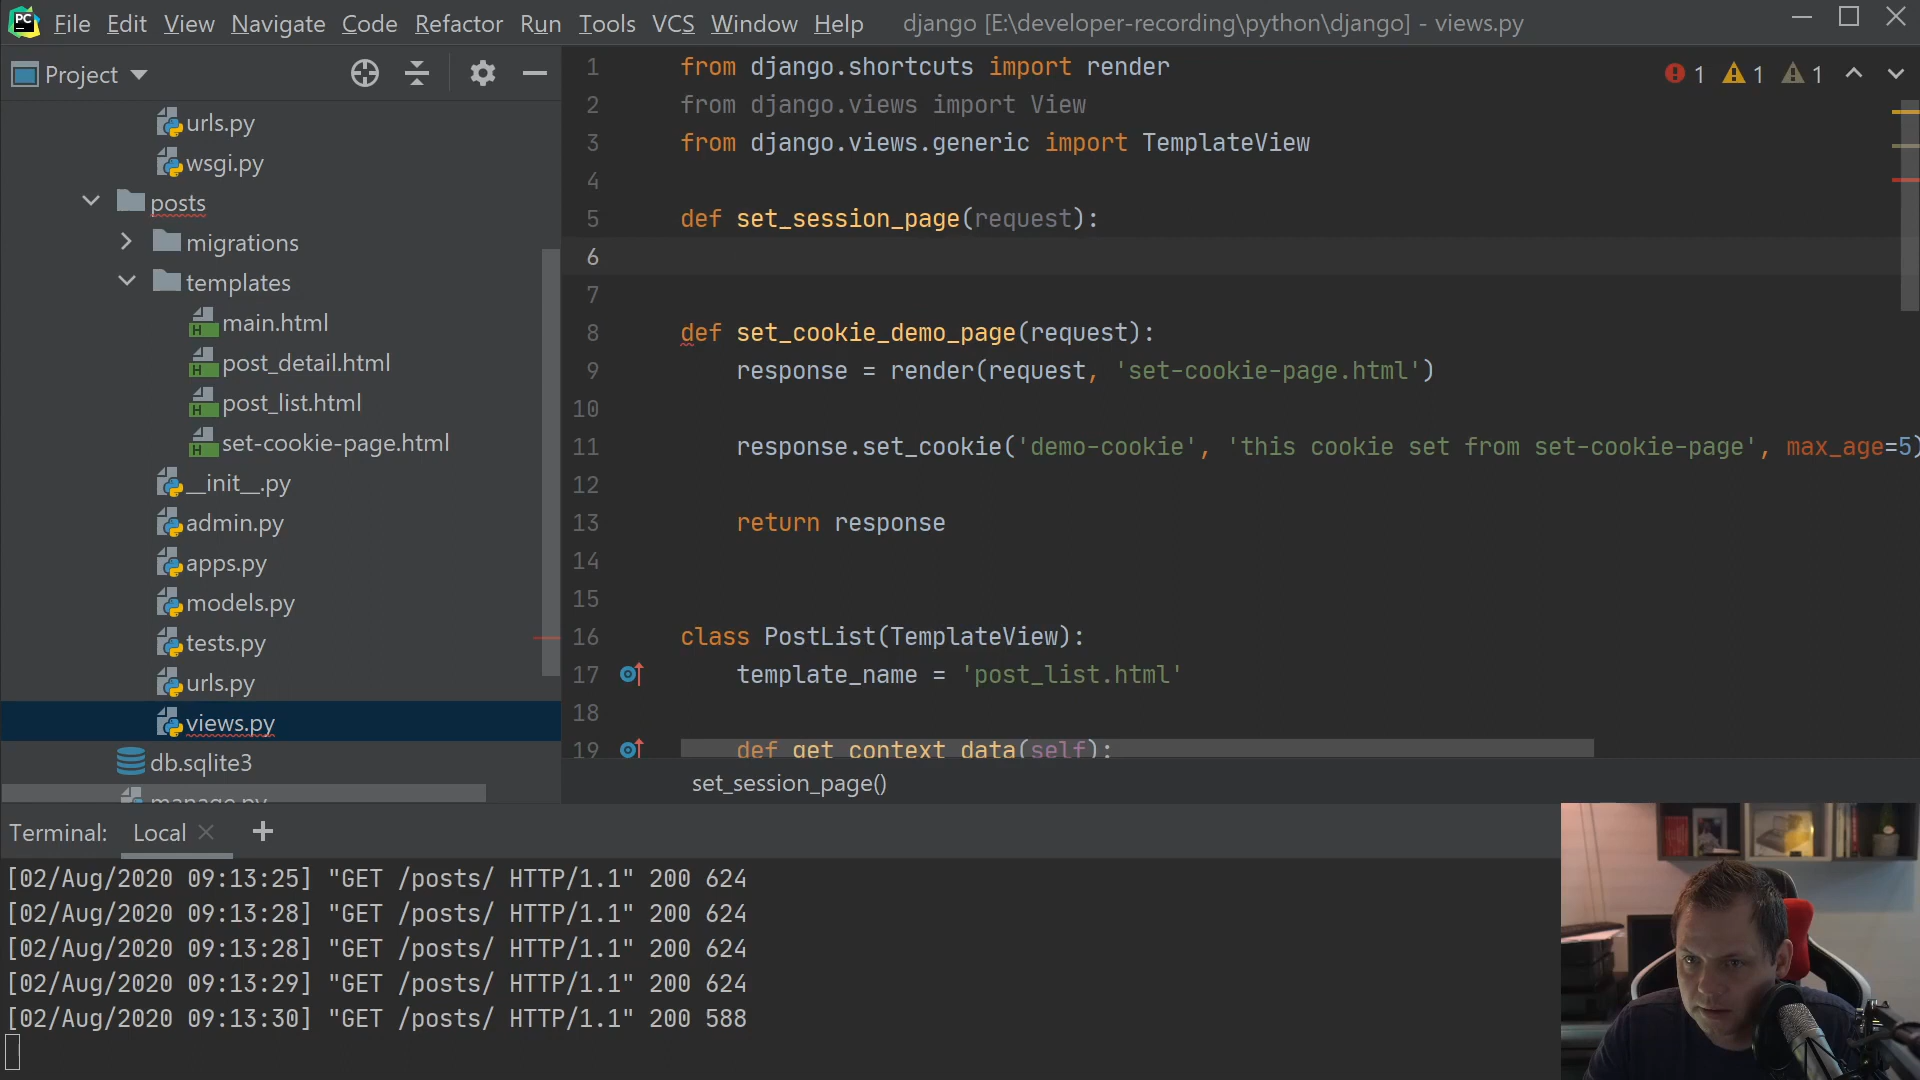 PC File Edit View Navigate Code Refactor Run Tools VCS Window Help django [E:\developer-recording\python\django] - views.py
Project
urls.py
wsgi.py
posts
migrations
templates
main.html
post_detail.html
post_list.html
set-cookie-page.html
__init__.py
admin.py
apps.py
models.py
tests.py
urls.py
views.py
db.sqlite3
manage.py
1 from django.shortcuts import render
2 from django.views import View
3 from django.views.generic import TemplateView
4
5 def set_session_page(request):
6
7
8 def set_cookie_demo_page(request):
9 response = render(request, 'set-cookie-page.html')
10
11 response.set_cookie('demo-cookie', 'this cookie set from set-cookie-page', max_age=5)
12
13 return response
14
15
16 class PostList(TemplateView):
17 template_name = 'post_list.html'
18
19 def get_context_data(self):
1 1 1
set_session_page()
Terminal: Local
[02/Aug/2020 09:13:25] "GET /posts/ HTTP/1.1" 200 624
[02/Aug/2020 09:13:28] "GET /posts/ HTTP/1.1" 200 624
[02/Aug/2020 09:13:28] "GET /posts/ HTTP/1.1" 200 624
[02/Aug/2020 09:13:29] "GET /posts/ HTTP/1.1" 200 624
[02/Aug/2020 09:13:30] "GET /posts/ HTTP/1.1" 200 588